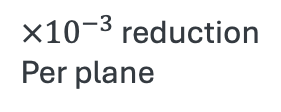 ×10⁻³ reduction
Per plane